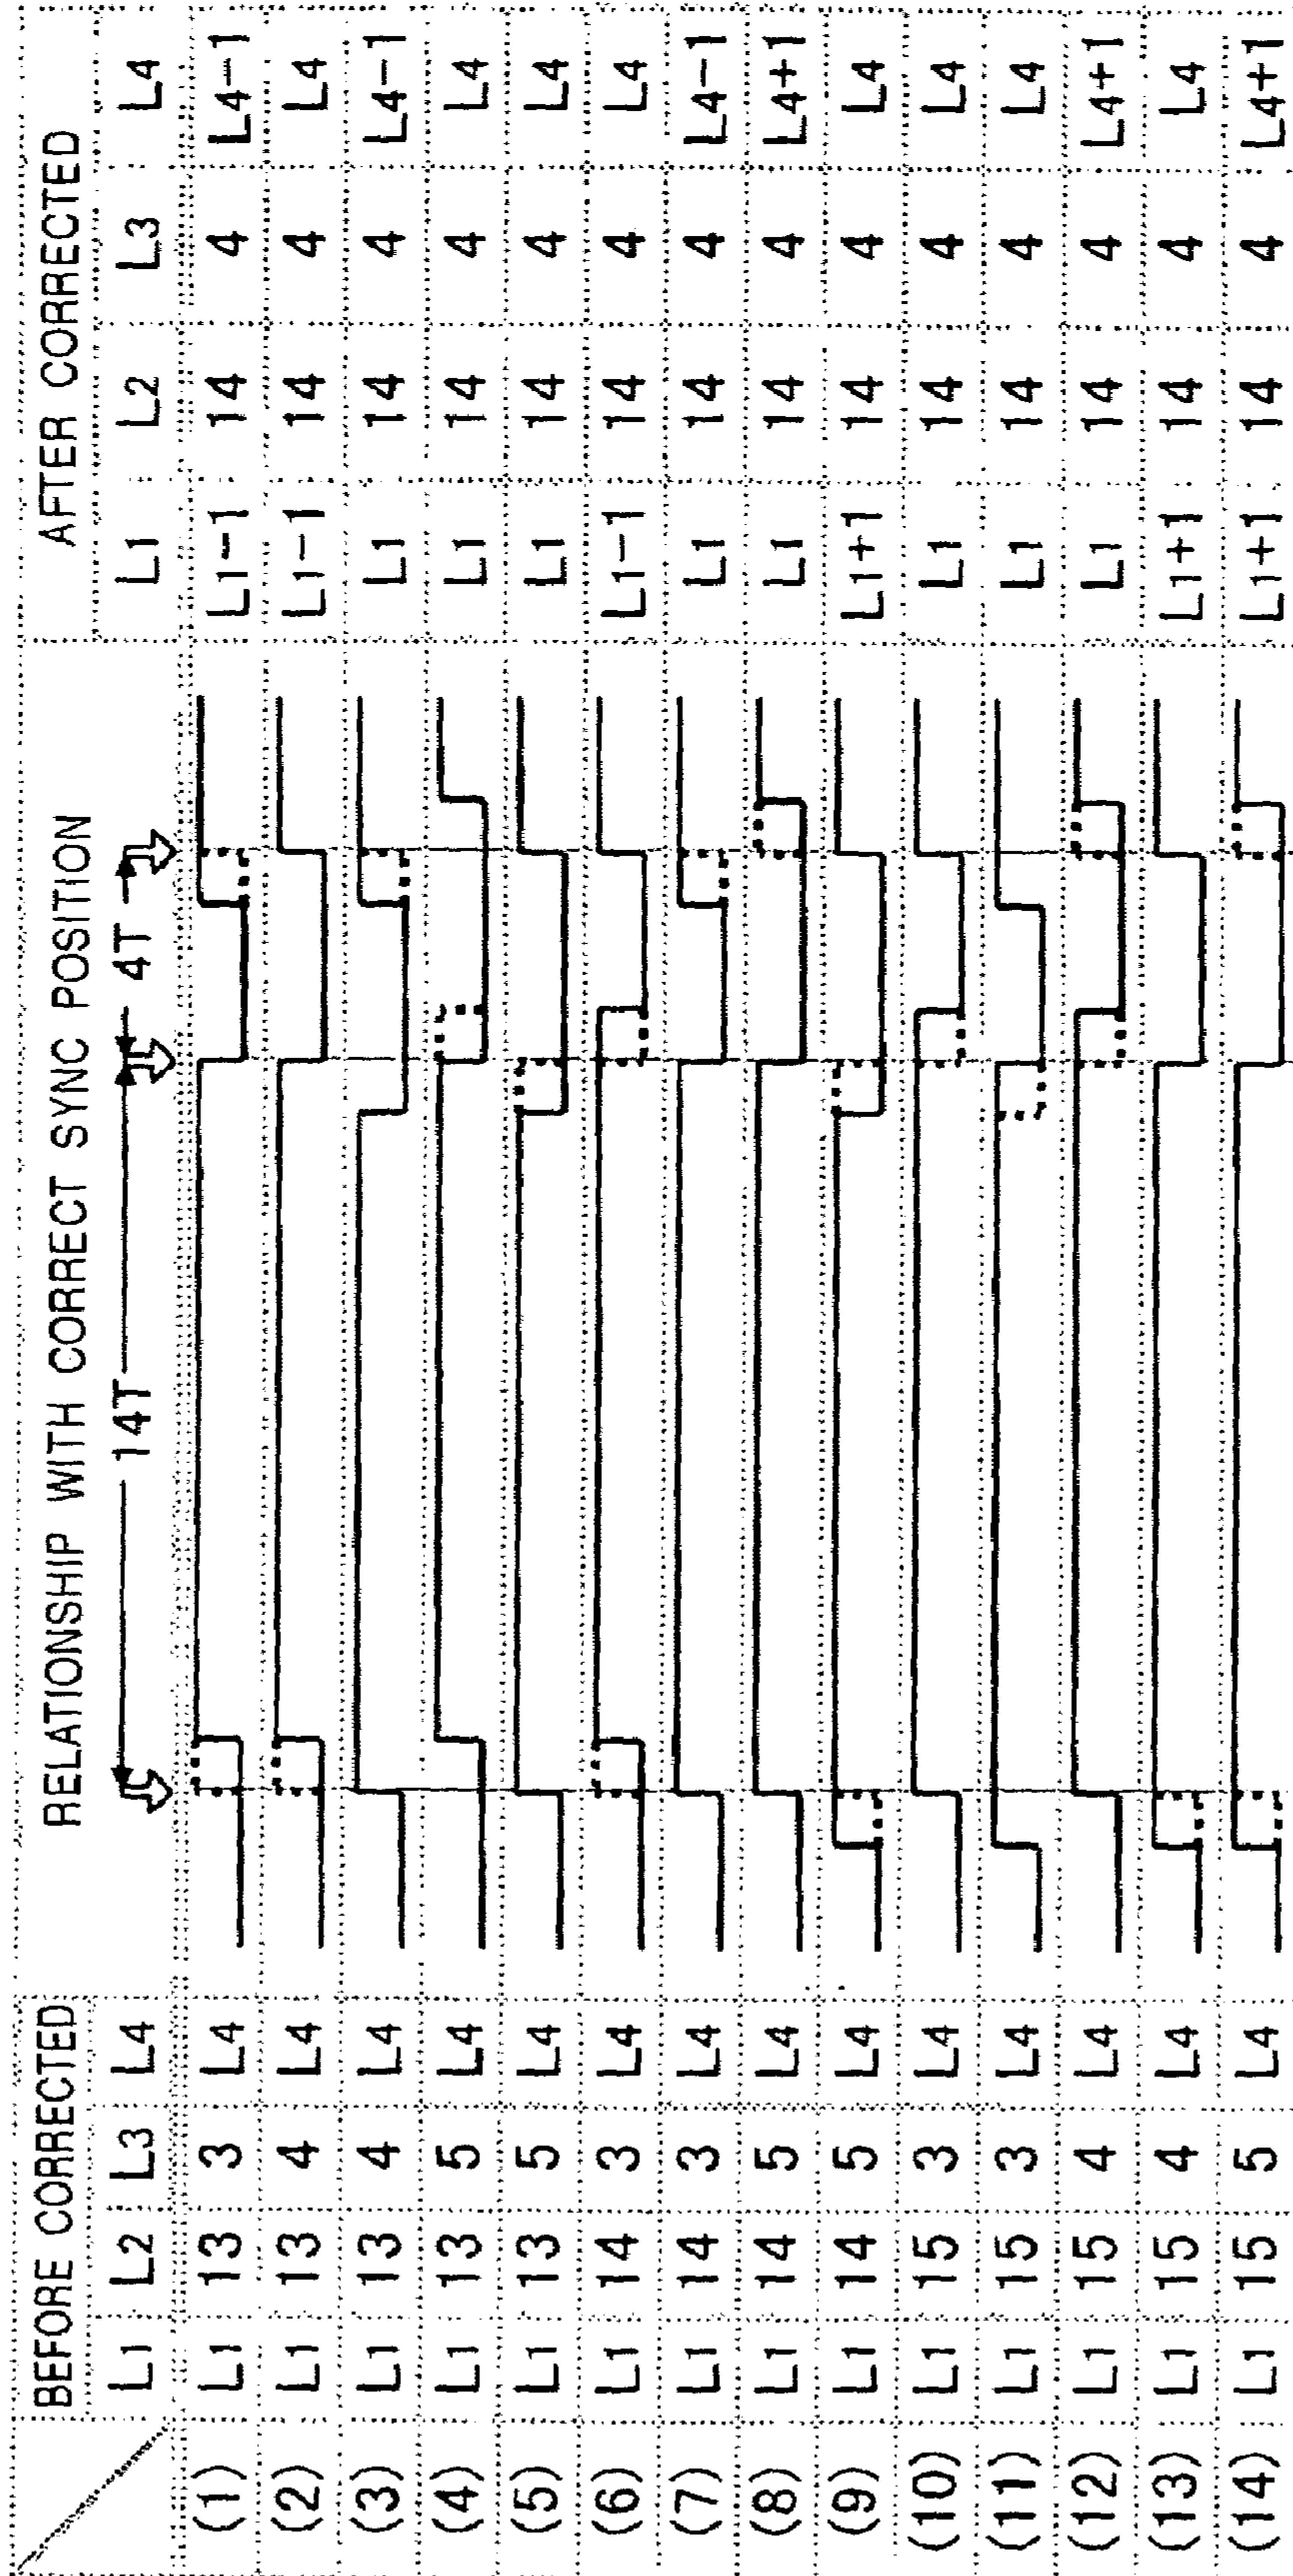 BEFORE CORRECTED RELATIONSHIP WITH CORRECT SYNC POSITION AFTER CORRECTED
L1 L2 L3 L4 14T 4T L1 L2 L3 L4
(1) L1 13 3 L4 L1-1 14 4 L4-1
(2) L1 13 4 L4 L1-1 14 4 L4
(3) L1 13 4 L4 L1 14 4 L4-1
(4) L1 13 5 L4 L1 14 4 L4
(5) L1 13 5 L4 L1 14 4 L4
(6) L1 14 3 L4 L1-1 14 4 L4
(7) L1 14 3 L4 L1 14 4 L4-1
(8) L1 14 5 L4 L1 14 4 L4+1
(9) L1 14 5 L4 L1+1 14 4 L4
(10) L1 15 3 L4 L1 14 4 L4
(11) L1 15 3 L4 L1 14 4 L4
(12) L1 15 4 L4 L1 14 4 L4+1
(13) L1 15 4 L4 L1+1 14 4 L4
(14) L1 15 5 L4 L1+1 14 4 L4+1